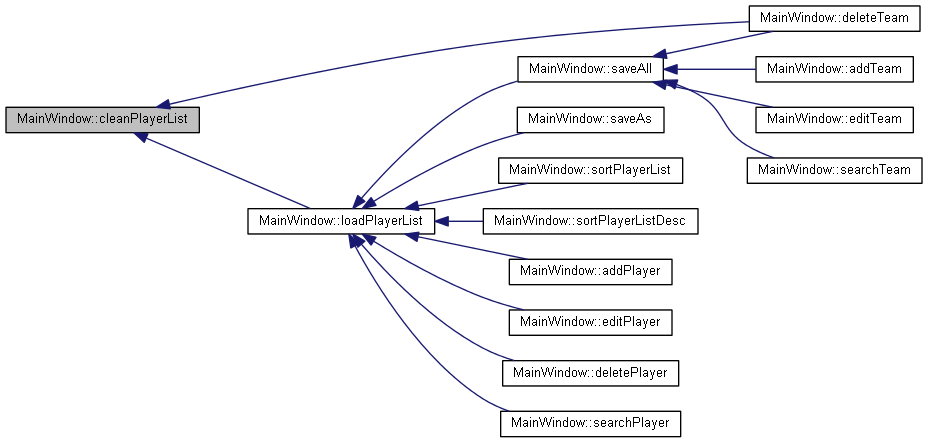 MainWindow::deleteTeam
MainWindow::saveAll
MainWindow::addTeam
MainWindow::cleanPlayerList
MainWindow::saveAs
MainWindow::editTeam
MainWindow::sortPlayerList
MainWindow::searchTeam
MainWindow::loadPlayerList
MainWindow::sortPlayerListDesc
MainWindow::addPlayer
MainWindow::editPlayer
MainWindow::deletePlayer
MainWindow::searchPlayer